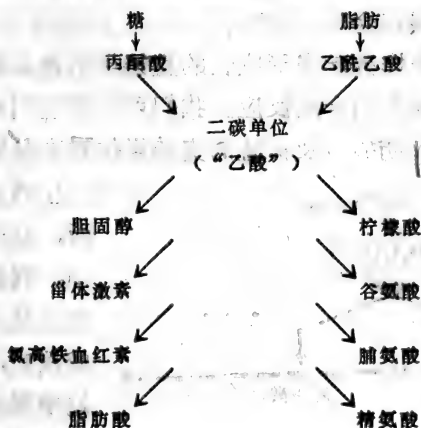 糖 脂肪
丙酮酸 乙酰乙酸
二碳单位
(“乙酸”)
胆固醇 柠檬酸
甾体激素 谷氨酸
氯高铁血红素 脯氨酸
脂肪酸 精氨酸